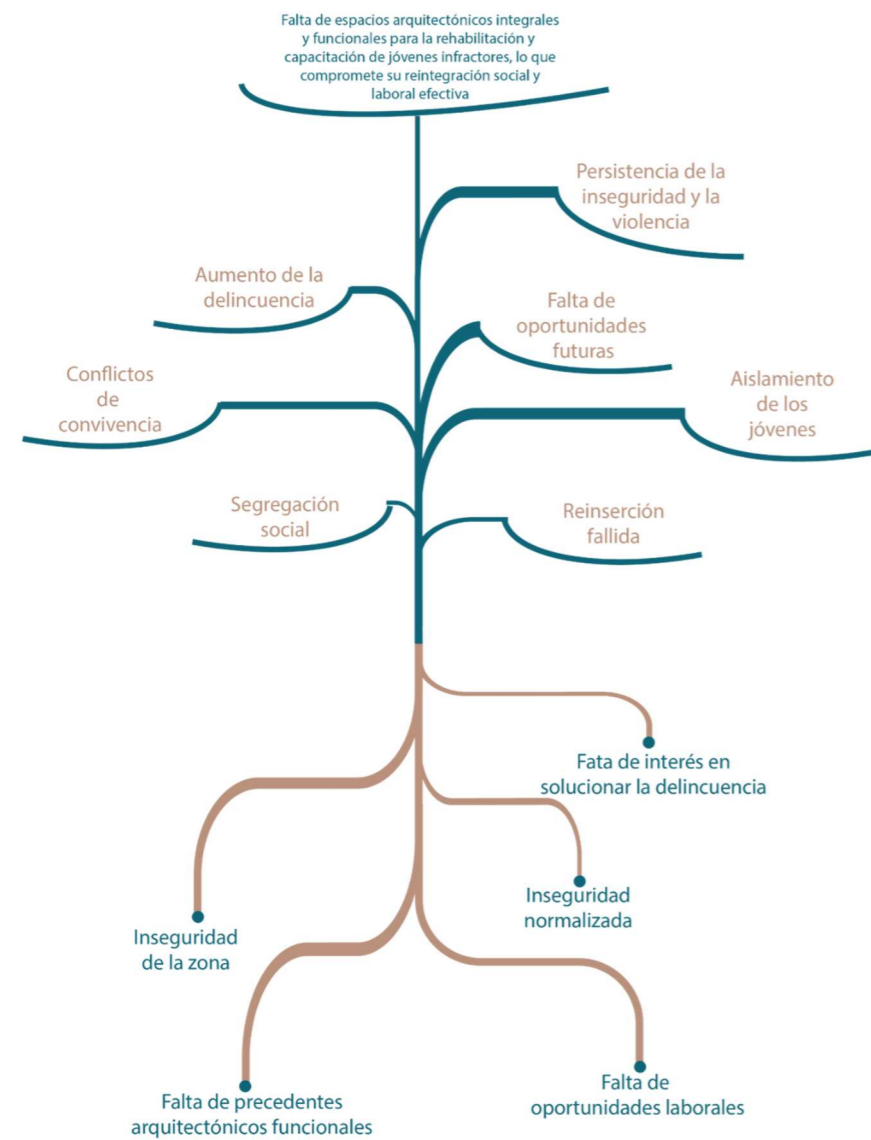 Falta de espacios arquitectónicos integrales
y funcionales para la rehabilitación y
capacitación de jóvenes infractores, lo que
compromete su reintegración social y
laboral efectiva
Persistencia de la
inseguridad y la
violencia
Aumento de la
delincuencia
Falta de
oportunidades
futuras
Conflictos
de
convivencia
Aislamiento
de los
jóvenes
Segregación
social
Reinserción
fallida
Fata de interés en
solucionar la delincuencia
Inseguridad
normalizada
Inseguridad
de la zona
Falta de
oportunidades laborales
Falta de precedentes
arquitectónicos funcionales